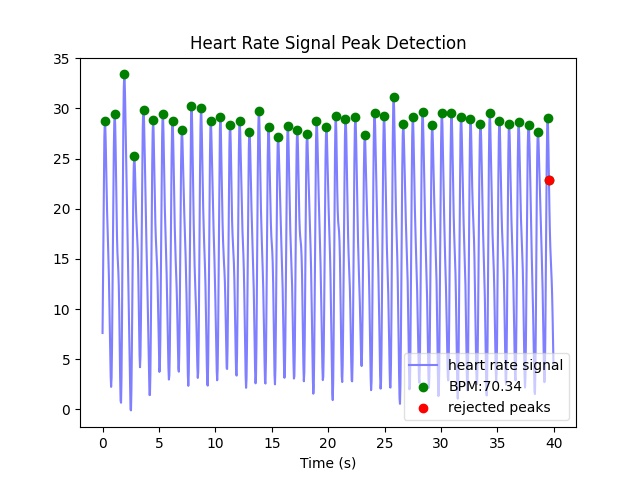 Heart Rate Signal Peak Detection
35
30
25
20
15
10
5
0
heart rate signal
BPM:70.34
rejected peaks
0 5 10 15 20 25 30 35 40
Time (s)